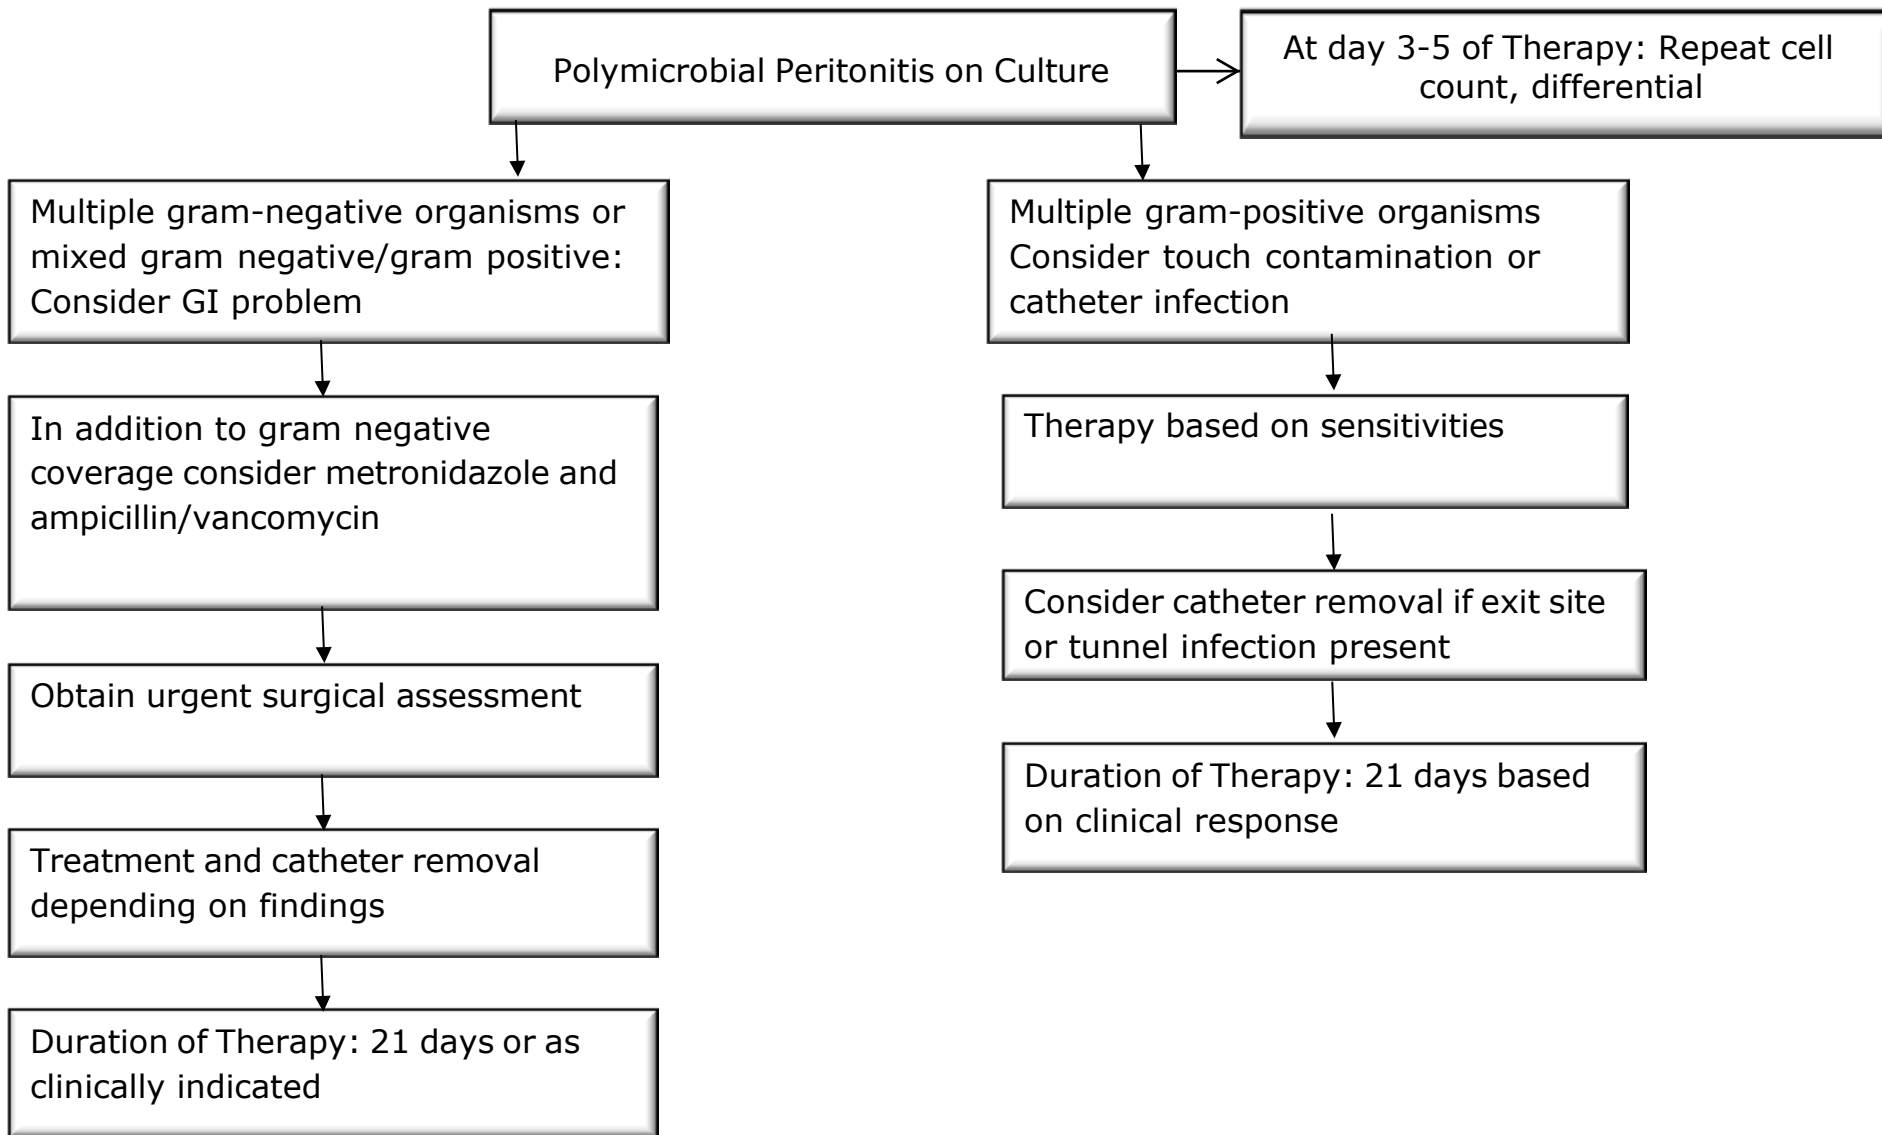 Polymicrobial Peritonitis on Culture
At day 3-5 of Therapy: Repeat cell
count, differential
Multiple gram-negative organisms or
mixed gram negative/gram positive:
Consider GI problem
In addition to gram negative
coverage consider metronidazole and
ampicillin/vancomycin
Obtain urgent surgical assessment
Treatment and catheter removal
depending on findings
Duration of Therapy: 21 days or as
clinically indicated
Multiple gram-positive organisms
Consider touch contamination or
catheter infection
Therapy based on sensitivities
Consider catheter removal if exit site
or tunnel infection present
Duration of Therapy: 21 days based
on clinical response